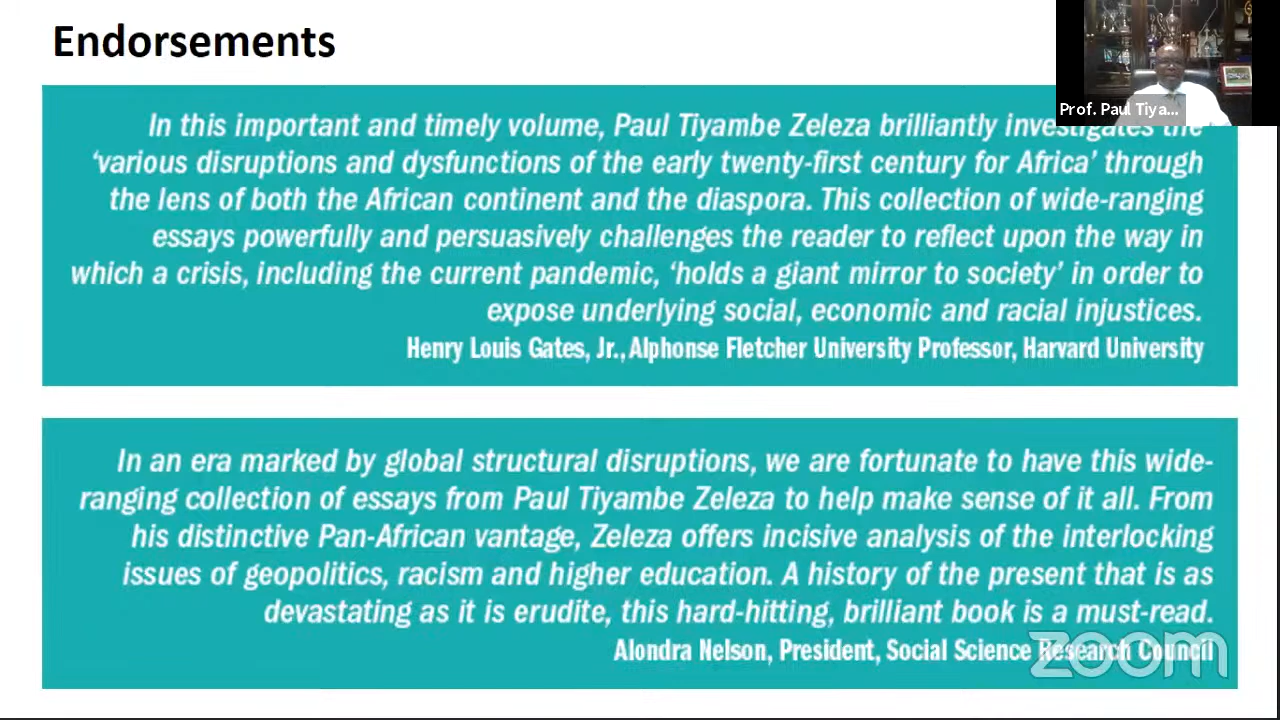 Endorsements
Prof. Paul Tiya...
In this important and timely volume, Paul Tiyambe Zeleza brilliantly investigates the
‘various disruptions and dysfunctions of the early twenty-first century for Africa’ through
the lens of both the African continent and the diaspora. This collection of wide-ranging
essays powerfully and persuasively challenges the reader to reflect upon the way in
which a crisis, including the current pandemic, ‘holds a giant mirror to society’ in order to
expose underlying social, economic and racial injustices.
Henry Louis Gates, Jr., Alphonse Fletcher University Professor, Harvard University
In an era marked by global structural disruptions, we are fortunate to have this wide-
ranging collection of essays from Paul Tiyambe Zeleza to help make sense of it all. From
his distinctive Pan-African vantage, Zeleza offers incisive analysis of the interlocking
issues of geopolitics, racism and higher education. A history of the present that is as
devastating as it is erudite, this hard-hitting, brilliant book is a must-read.
Alondra Nelson, President, Social Science Research Council
zoom